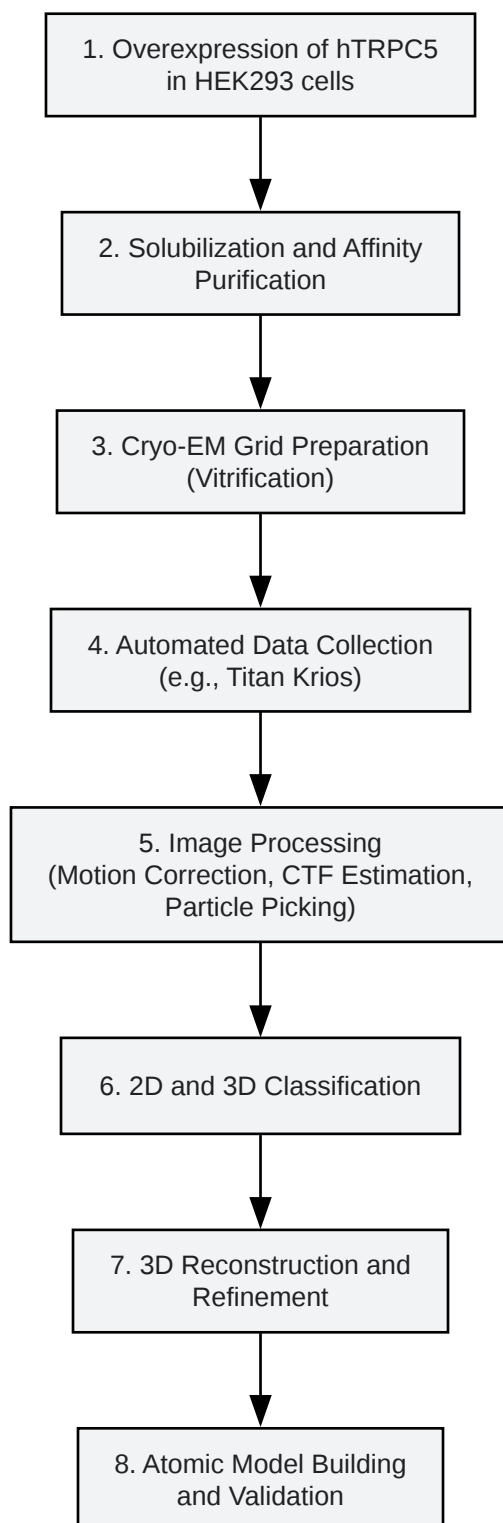 1. Overexpression of hTRPC5
in HEK293 cells
2. Solubilization and Affinity
Purification
3. Cryo-EM Grid Preparation
(Vitrification)
4. Automated Data Collection
(e.g., Titan Krios)
5. Image Processing
(Motion Correction, CTF Estimation,
Particle Picking)
6. 2D and 3D Classification
7. 3D Reconstruction and
Refinement
8. Atomic Model Building
and Validation